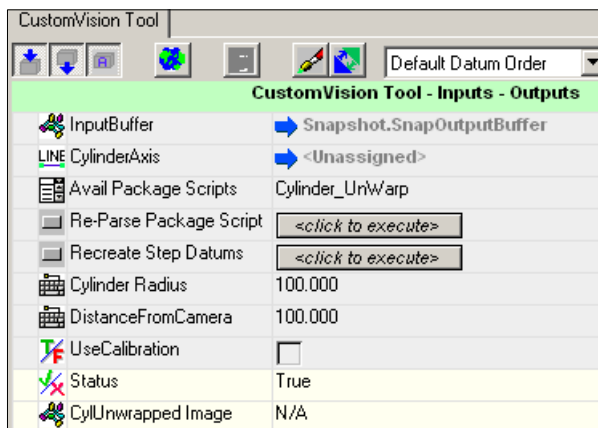 CustomVision Tool
Default Datum Order
CustomVision Tool - Inputs - Outputs
InputBuffer Snapshot.SnapOutputBuffer
LINE CylinderAxis <Unassigned>
Avail Package Scripts Cylinder_UnWarp
Re-Parse Package Script <click to execute>
Recreate Step Datums <click to execute>
Cylinder Radius 100.000
DistanceFromCamera 100.000
T/F UseCalibration
Status True
CylUnwrapped Image N/A